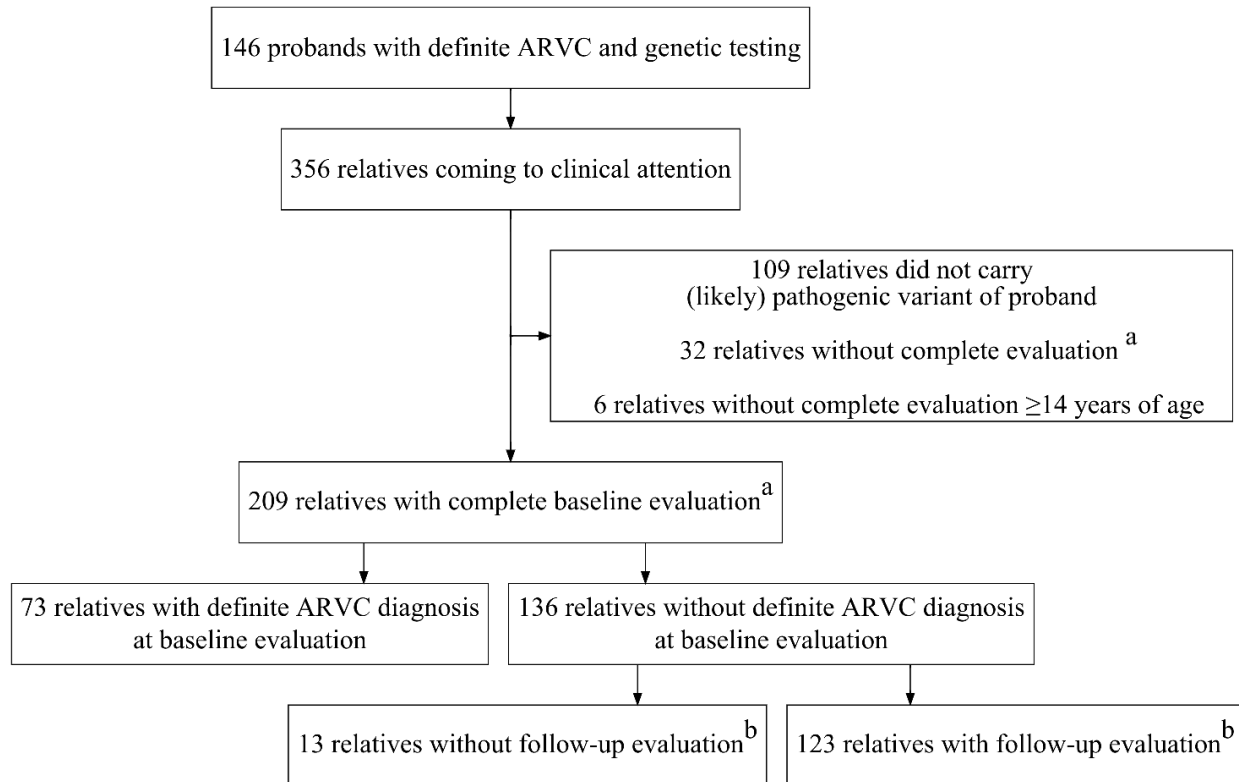 146 probands with definite ARVC and genetic testing
356 relatives coming to clinical attention
109 relatives did not carry
(likely) pathogenic variant of proband
32 relatives without complete evaluation a
6 relatives without complete evaluation ≥14 years of age
209 relatives with complete baseline evaluation a
73 relatives with definite ARVC diagnosis
at baseline evaluation
136 relatives without definite ARVC diagnosis
at baseline evaluation
13 relatives without follow-up evaluation b
123 relatives with follow-up evaluation b